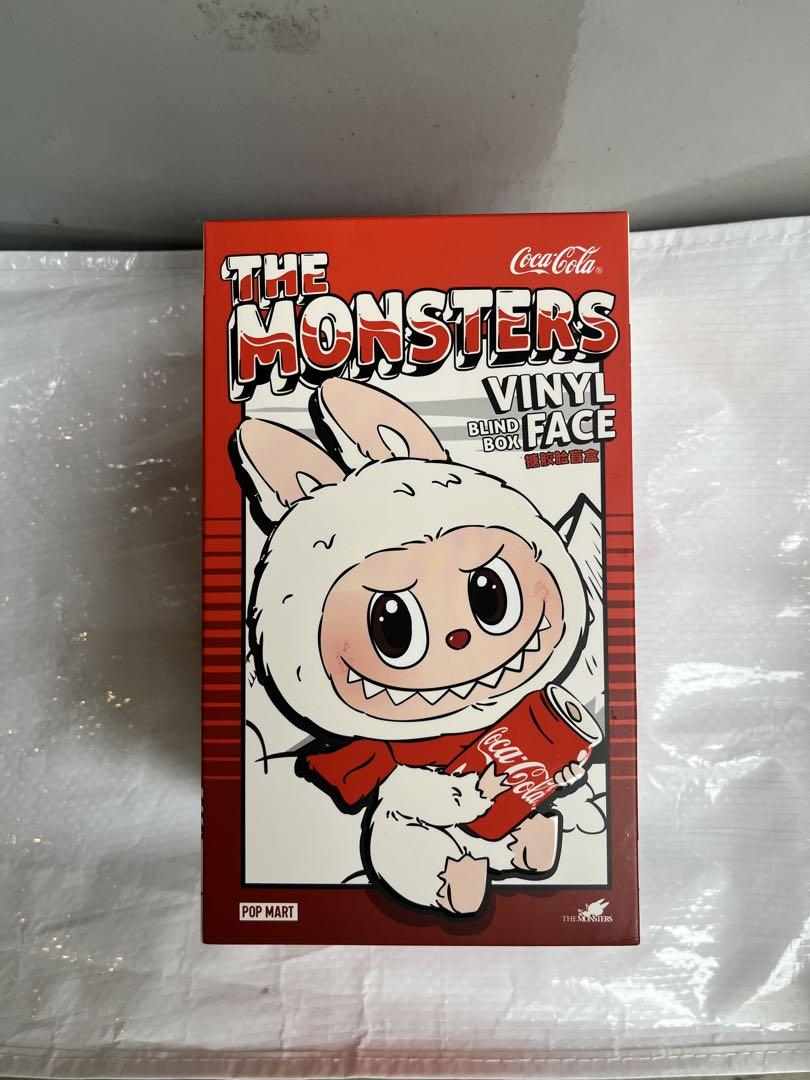 Coca-Cola®
THE
MONSTERS
VINYL
BLIND BOX
FACE
搪胶脸盲盒
Coca-Cola
POP MART
THE MONSTERS